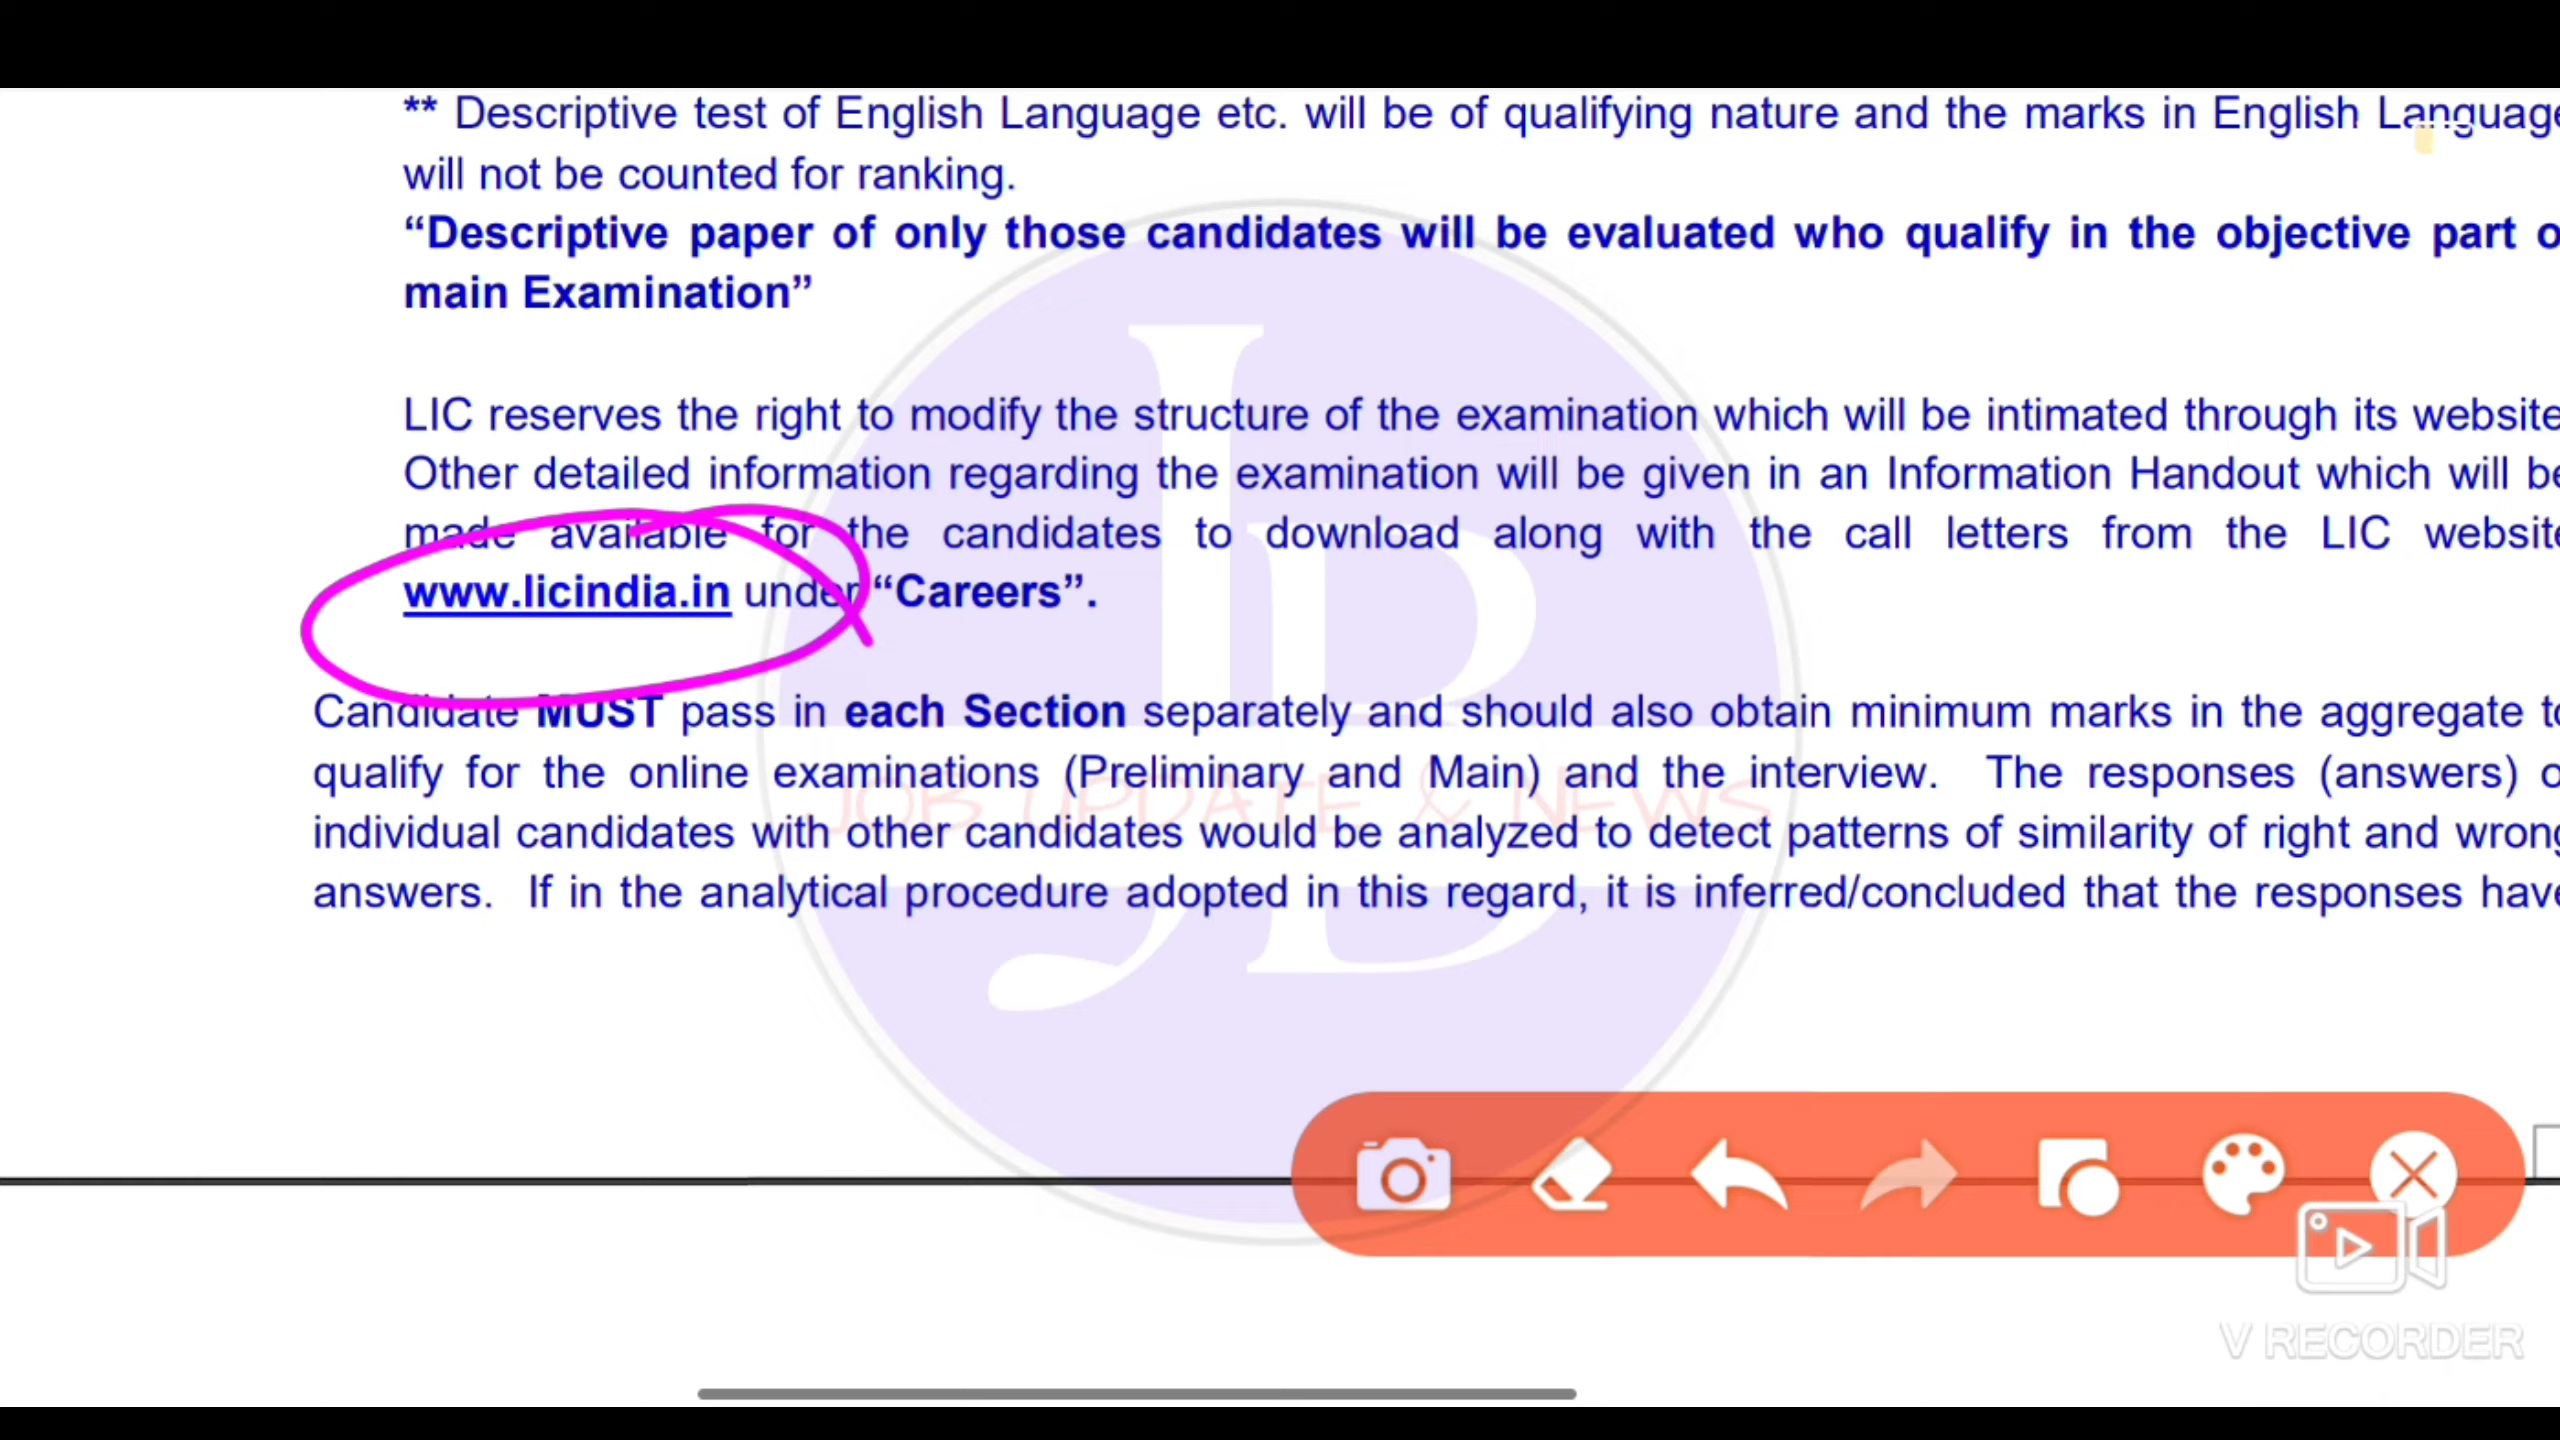 ** Descriptive test of English Language etc. will be of qualifying nature and the marks in English Language
will not be counted for ranking.
“Descriptive paper of only those candidates will be evaluated who qualify in the objective part o
main Examination”
LIC reserves the right to modify the structure of the examination which will be intimated through its website
Other detailed information regarding the examination will be given in an Information Handout which will be
made available for the candidates to download along with the call letters from the LIC website
www.licindia.in under “Careers”.
Candidate MUST pass in each Section separately and should also obtain minimum marks in the aggregate to
qualify for the online examinations (Preliminary and Main) and the interview. The responses (answers) o
JOB UPDATE & NEWS
individual candidates with other candidates would be analyzed to detect patterns of similarity of right and wrong
answers. If in the analytical procedure adopted in this regard, it is inferred/concluded that the responses have
V RECORDER